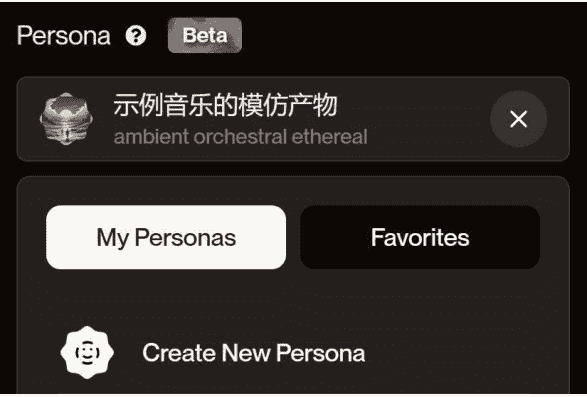 Persona ? Beta
示例音乐的模仿产物
ambient orchestral ethereal
My Personas Favorites
Create New Persona